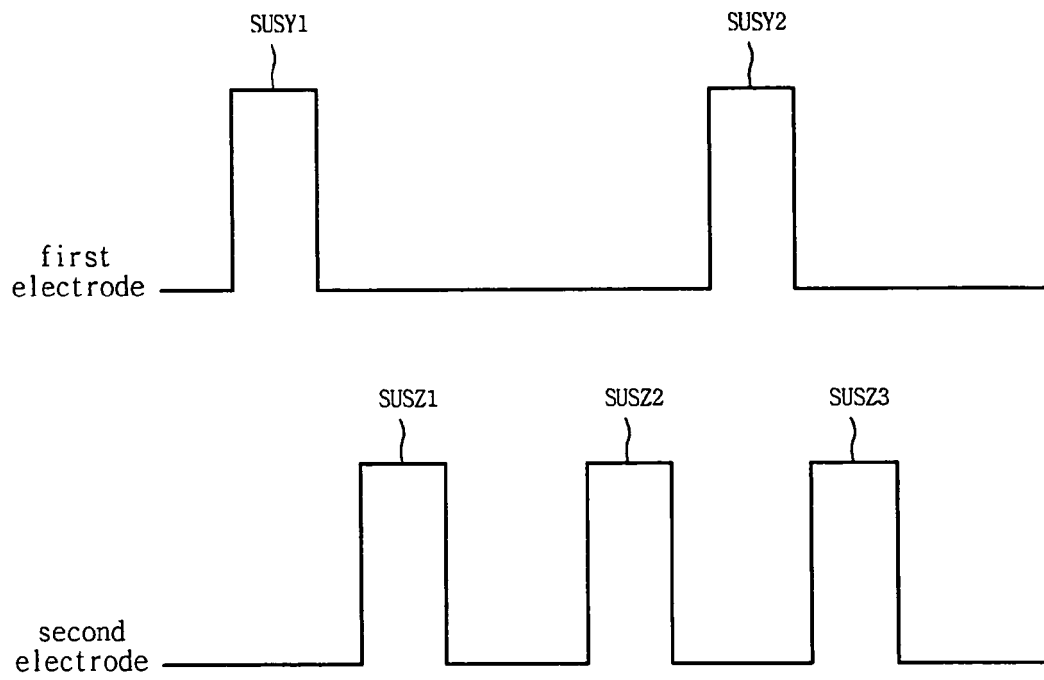 SUSY1
SUSY2
first
electrode
SUSZ1
SUSZ2
SUSZ3
second
electrode